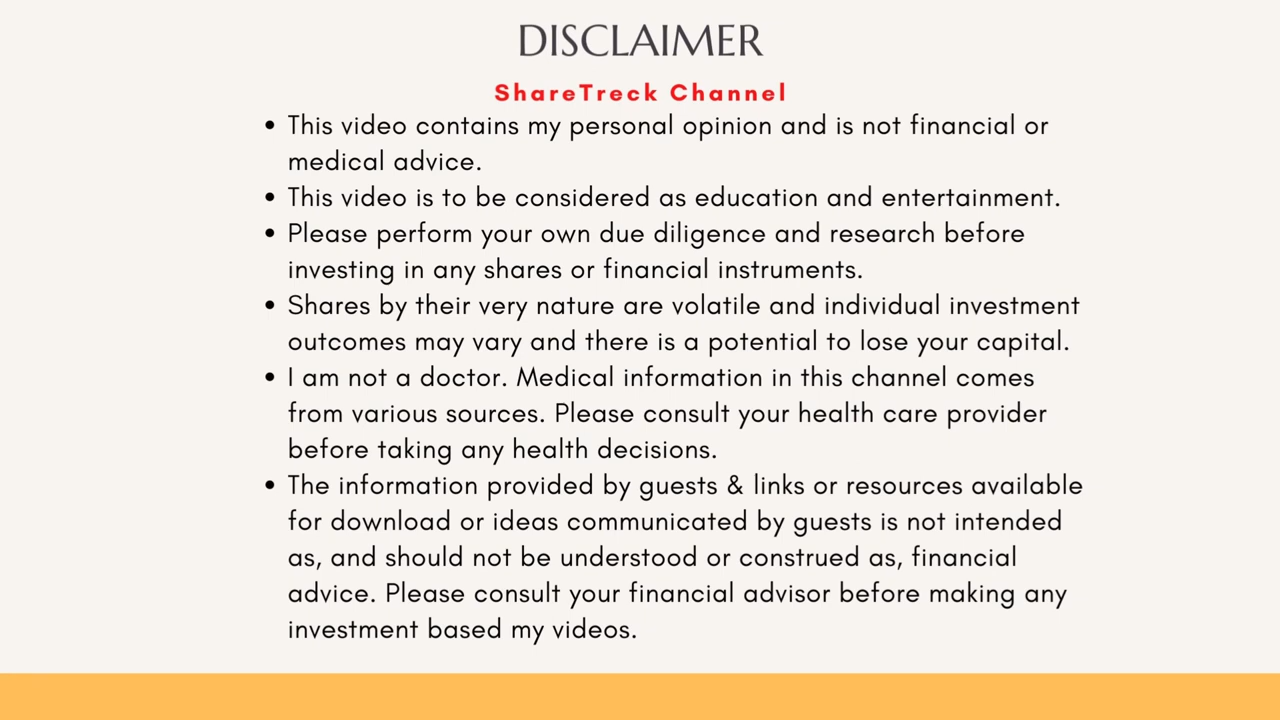 DISCLAIMER
ShareTreck Channel
• This video contains my personal opinion and is not financial or
medical advice.
• This video is to be considered as education and entertainment.
• Please perform your own due diligence and research before
investing in any shares or financial instruments.
• Shares by their very nature are volatile and individual investment
outcomes may vary and there is a potential to lose your capital.
• I am not a doctor. Medical information in this channel comes
from various sources. Please consult your health care provider
before taking any health decisions.
• The information provided by guests & links or resources available
for download or ideas communicated by guests is not intended
as, and should not be understood or construed as, financial
advice. Please consult your financial advisor before making any
investment based my videos.